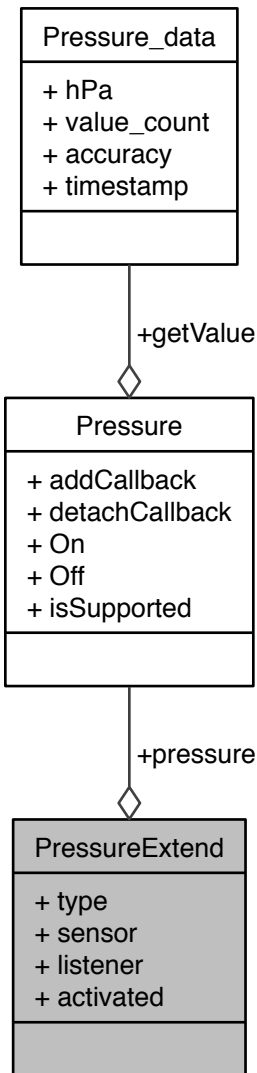 Pressure_data
+ hPa
+ value_count
+ accuracy
+ timestamp
+getValue
Pressure
+ addCallback
+ detachCallback
+ On
+ Off
+ isSupported
+pressure
PressureExtend
+ type
+ sensor
+ listener
+ activated